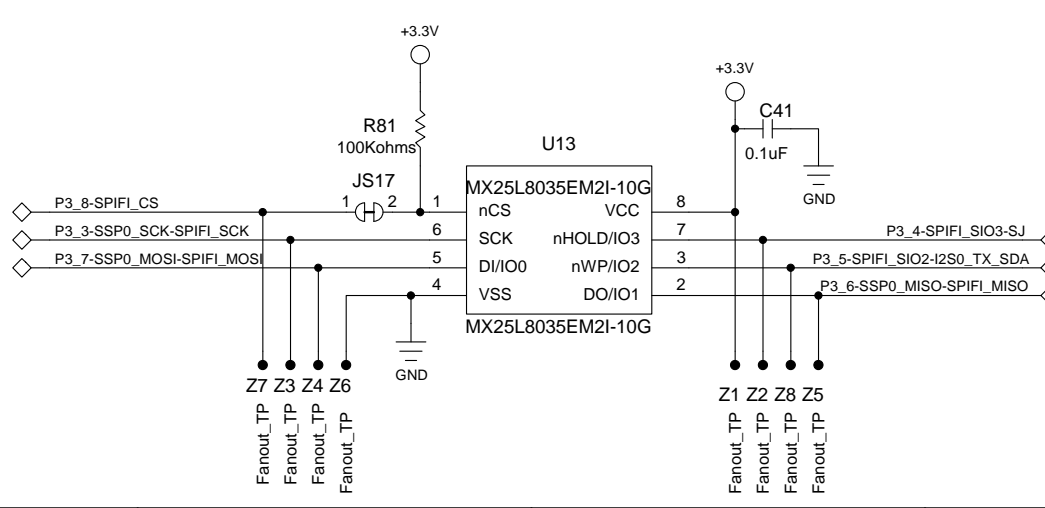 +3.3V
+3.3V
R81
100Kohms
C41
0.1uF
GND
U13
JS17
1 2
MX25L8035EM2I-10G
P3_8-SPIFI_CS
1
nCS
VCC
8
P3_3-SSP0_SCK-SPIFI_SCK
6
SCK
nHOLD/IO3
7
P3_4-SPIFI_SIO3-SJ
P3_7-SSP0_MOSI-SPIFI_MOSI
5
DI/IO0
nWP/IO2
3
P3_5-SPIFI_SIO2-I2S0_TX_SDA
4
VSS
DO/IO1
2
P3_6-SSP0_MISO-SPIFI_MISO
MX25L8035EM2I-10G
GND
Z7 Z3 Z4 Z6
Fanout_TP
Fanout_TP
Fanout_TP
Fanout_TP
Z1 Z2 Z8 Z5
Fanout_TP
Fanout_TP
Fanout_TP
Fanout_TP